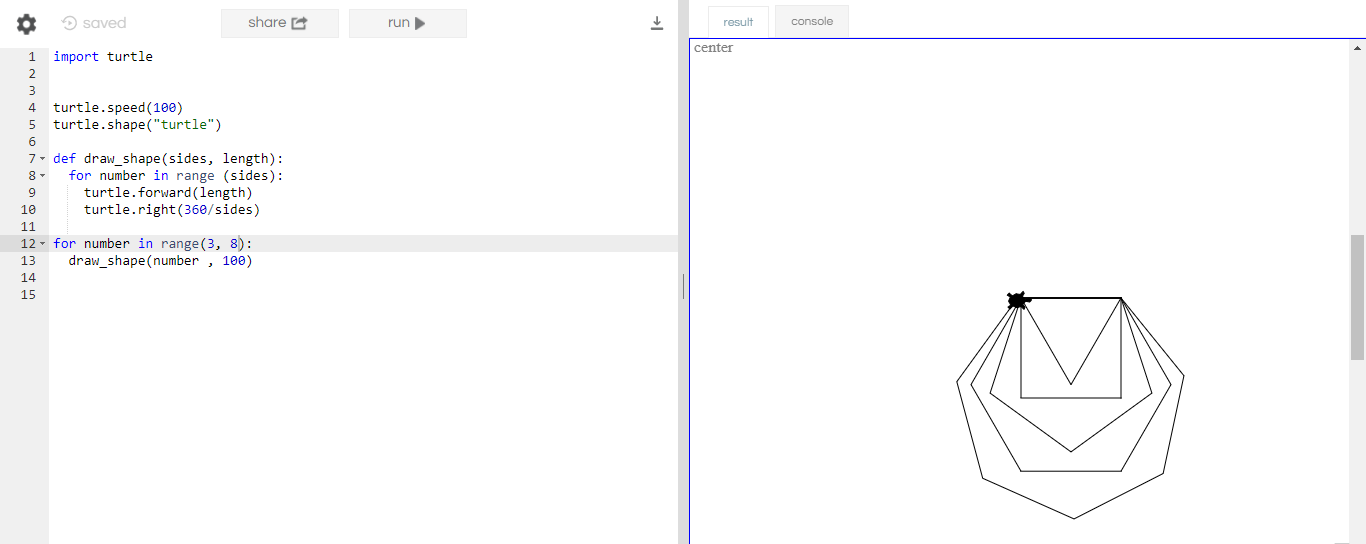 saved share run
result console
center
1 import turtle
2
3
4 turtle.speed(100)
5 turtle.shape("turtle")
6
7 def draw_shape(sides, length):
8 for number in range (sides):
9 turtle.forward(length)
10 turtle.right(360/sides)
11
12 for number in range(3, 8):
13 draw_shape(number , 100)
14
15